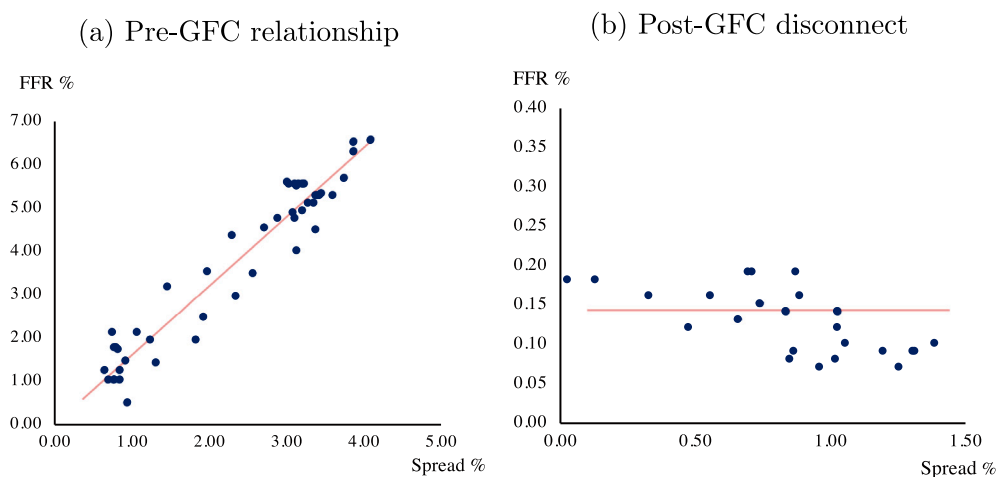 (a) Pre-GFC relationship
FFR %
7.00
6.00
5.00
4.00
3.00
2.00
1.00
0.00
0.00 1.00 2.00 3.00 4.00 5.00
Spread %
(b) Post-GFC disconnect
FFR %
0.40
0.35
0.30
0.25
0.20
0.15
0.10
0.05
0.00
0.00 0.50 1.00 1.50
Spread %